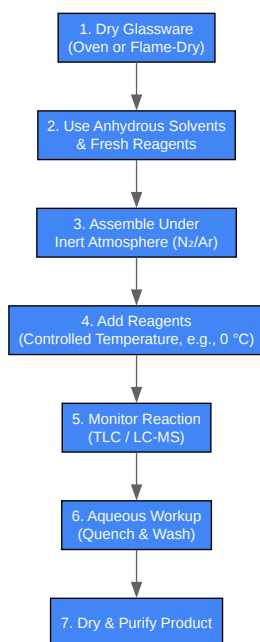 1. Dry Glassware
(Oven or Flame-Dry)
2. Use Anhydrous Solvents
& Fresh Reagents
3. Assemble Under
Inert Atmosphere (N₂/Ar)
4. Add Reagents
(Controlled Temperature, e.g., 0 °C)
5. Monitor Reaction
(TLC / LC-MS)
6. Aqueous Workup
(Quench & Wash)
7. Dry & Purify Product